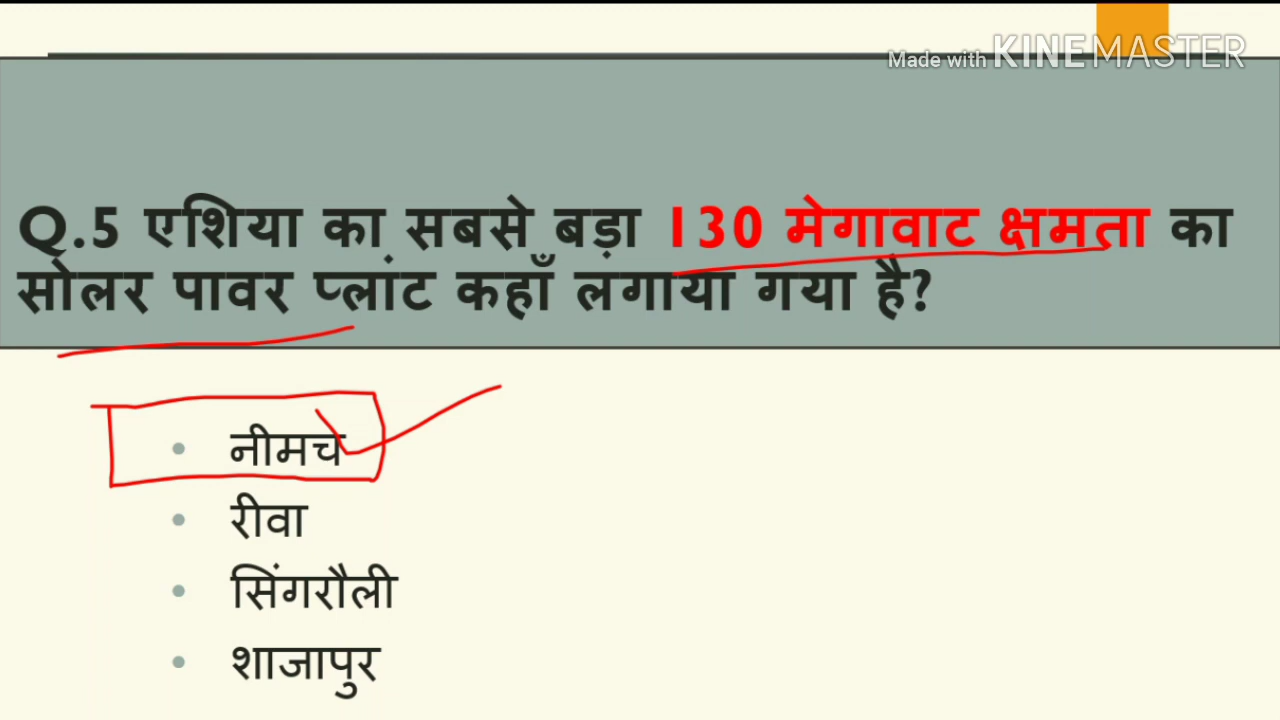 Made with KINEMASTER
Q.5 एशिया का सबसे बड़ा 130 मेगावाट क्षमता का
सोलर पावर प्लांट कहाँ लगाया गया है?
• नीमच
• रीवा
• सिंगरौली
• शाजापुर